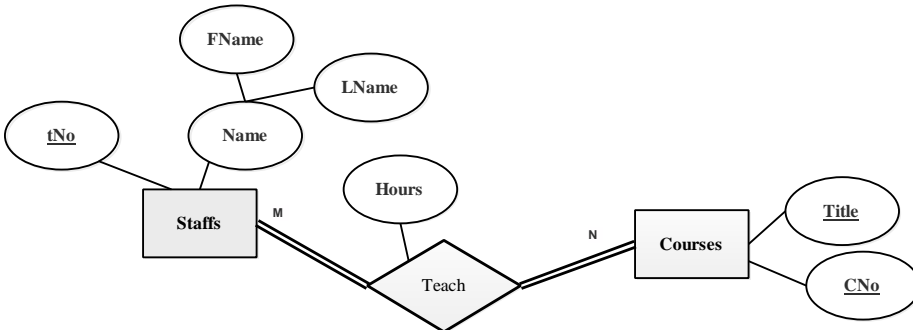 FName
LName
tNo
Name
Hours
Title
M
Staffs
N
Courses
Teach
CNo